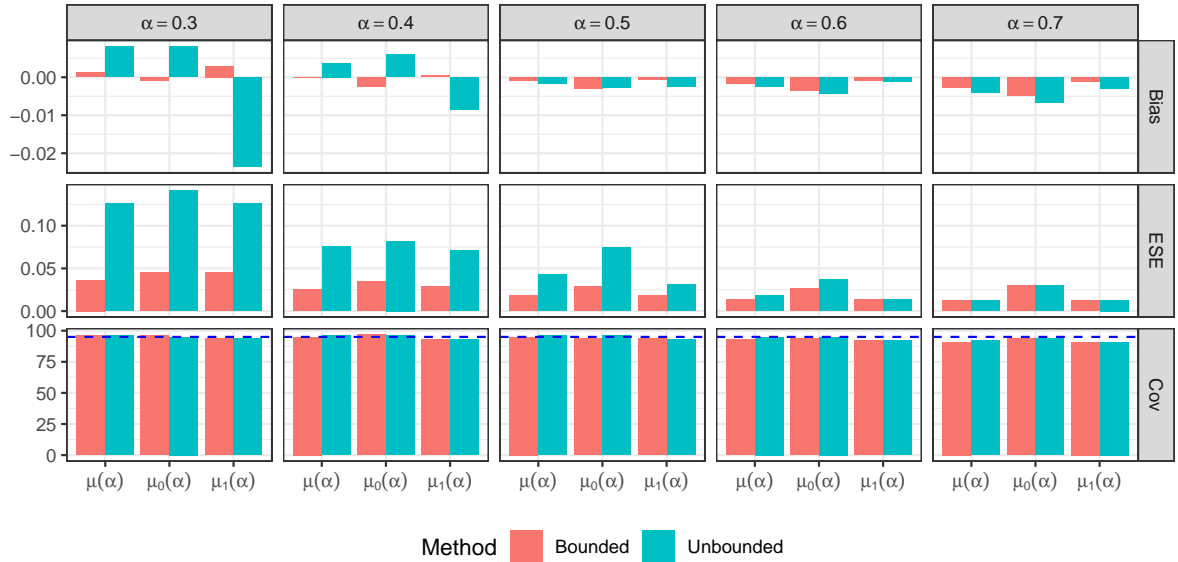 α = 0.3
α = 0.4
α = 0.5
α = 0.6
α = 0.7
0.00
−0.01
−0.02
Bias
0.10
0.05
0.00
ESE
100
75
50
25
0
Cov
μ(α) μ₀(α) μ₁(α)
μ(α) μ₀(α) μ₁(α)
μ(α) μ₀(α) μ₁(α)
μ(α) μ₀(α) μ₁(α)
μ(α) μ₀(α) μ₁(α)
Method Bounded Unbounded